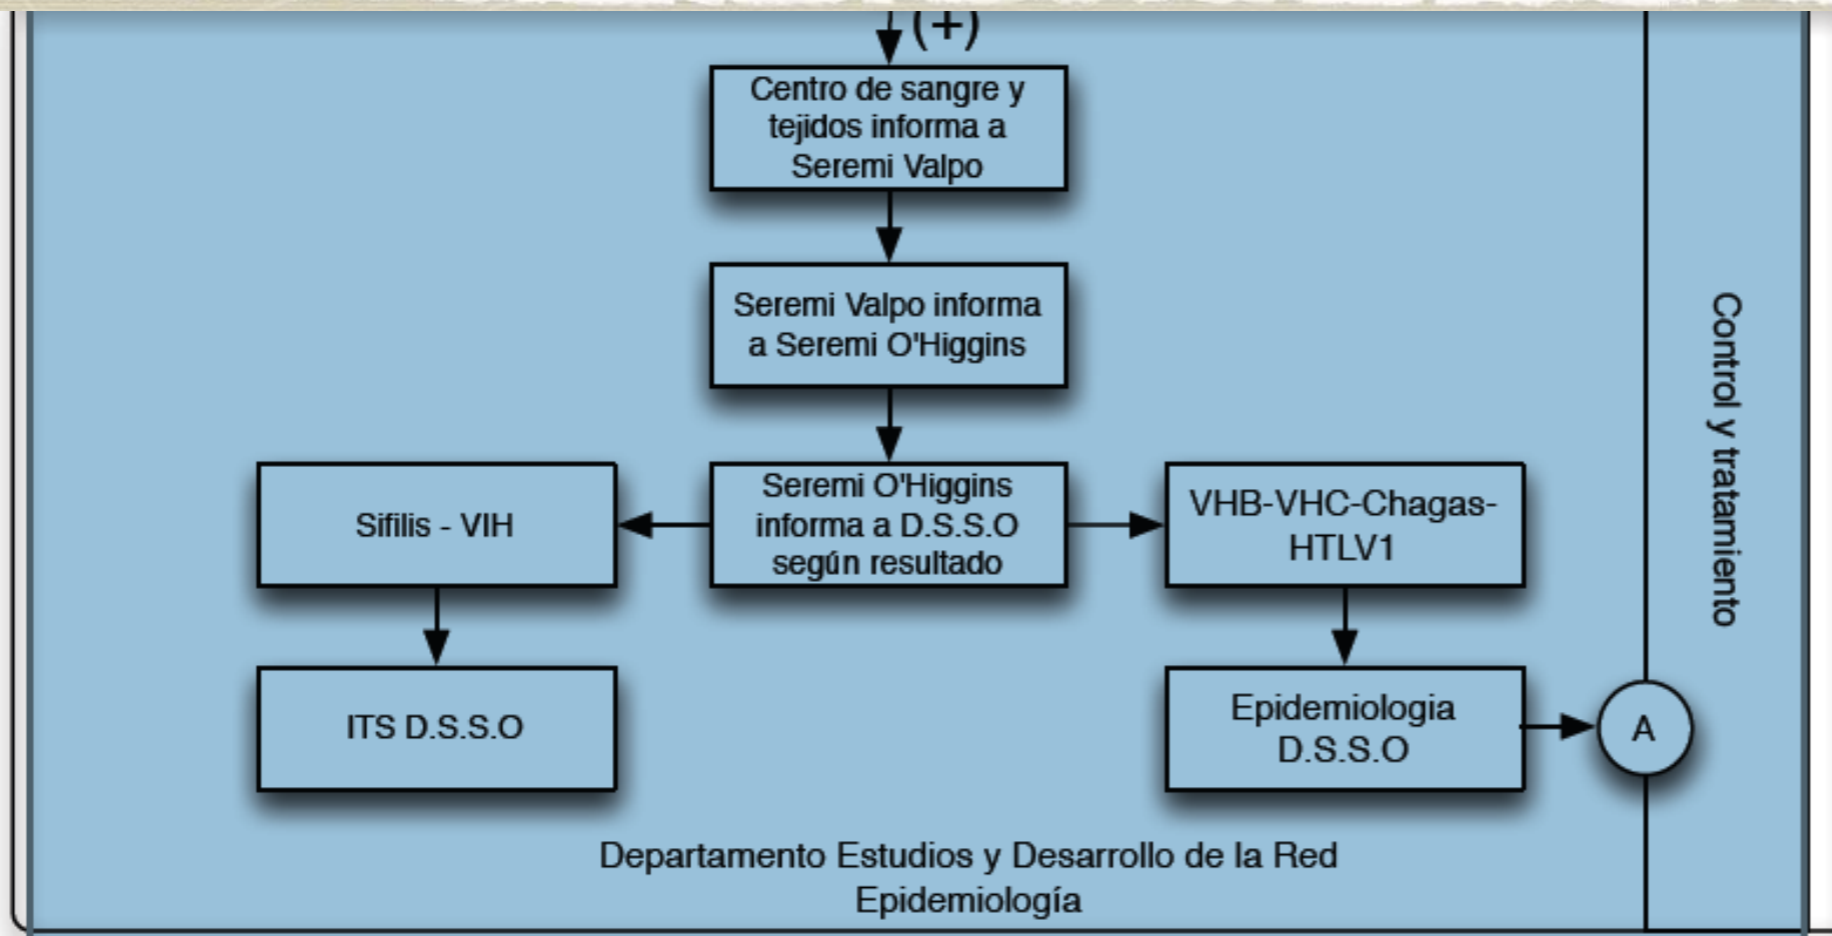 (+)
Centro de sangre y
tejidos informa a
Seremi Valpo
Seremi Valpo informa
a Seremi O'Higgins
Seremi O'Higgins
informa a D.S.S.O
según resultado
Sifilis - VIH
VHB-VHC-Chagas-
HTLV1
ITS D.S.S.O
Epidemiologia
D.S.S.O
A
Control y tratamiento
Departamento Estudios y Desarrollo de la Red
Epidemiología